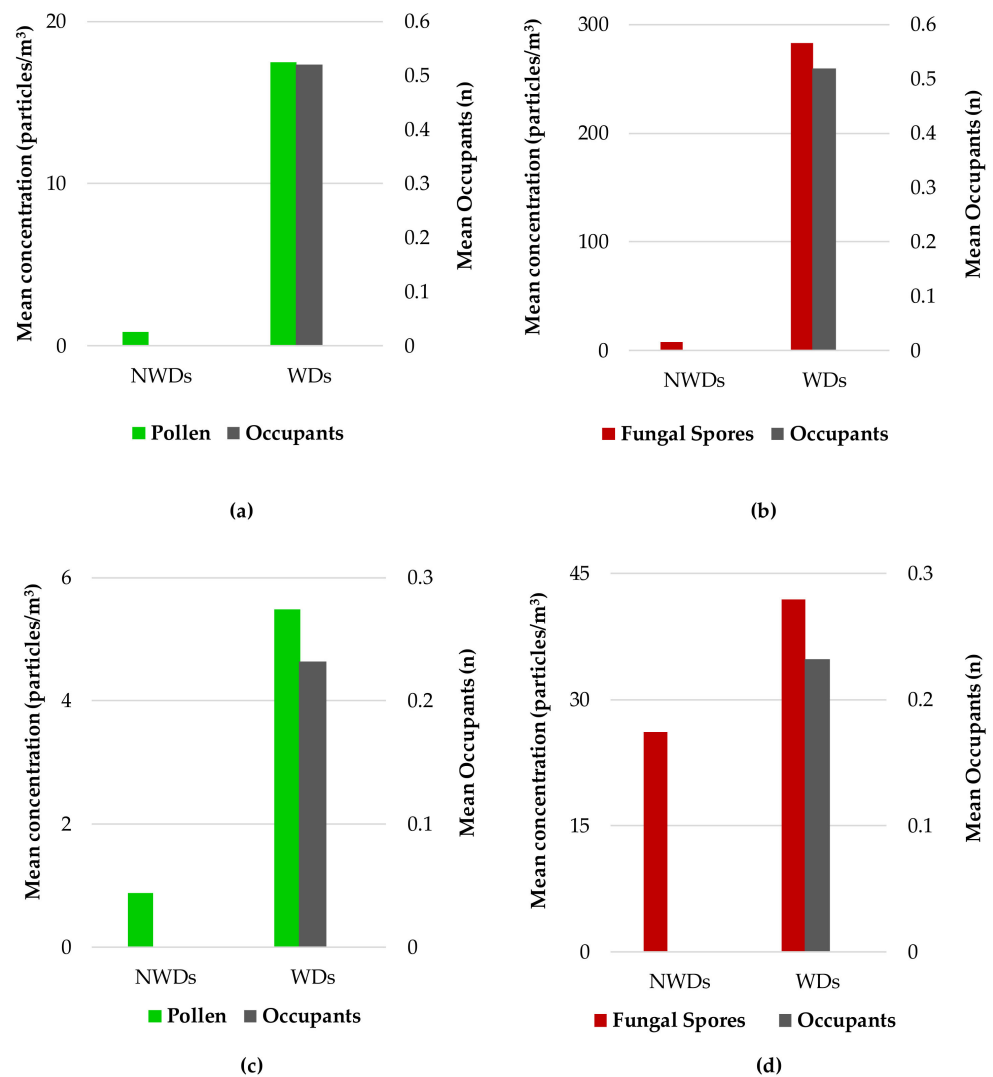 Mean concentration (particles/m³)
20
10
0
0.6
0.5
0.4
0.3
0.2
0.1
0
Mean Occupants (n)
NWDs WDs
Pollen Occupants
(a)
Mean concentration (particles/m³)
300
200
100
0
0.6
0.5
0.4
0.3
0.2
0.1
0
Mean Occupants (n)
NWDs WDs
Fungal Spores Occupants
(b)
Mean concentration (particles/m³)
6
4
2
0
0.3
0.2
0.1
0
Mean Occupants (n)
NWDs WDs
Pollen Occupants
(c)
Mean concentration (particles/m³)
45
30
15
0
0.3
0.2
0.1
0
Mean Occupants (n)
NWDs WDs
Fungal Spores Occupants
(d)